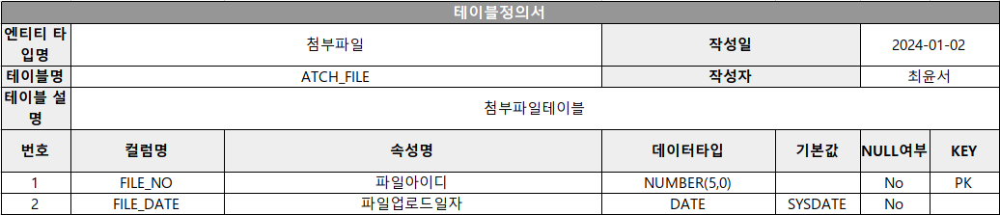 테이블정의서
엔티티 타입명 첨부파일 작성일 2024-01-02
테이블명 ATCH_FILE 작성자 최윤서
테이블 설명 첨부파일테이블
번호 컬럼명 속성명 데이터타입 기본값 NULL여부 KEY
1 FILE_NO 파일아이디 NUMBER(5,0) No PK
2 FILE_DATE 파일업로드일자 DATE SYSDATE No